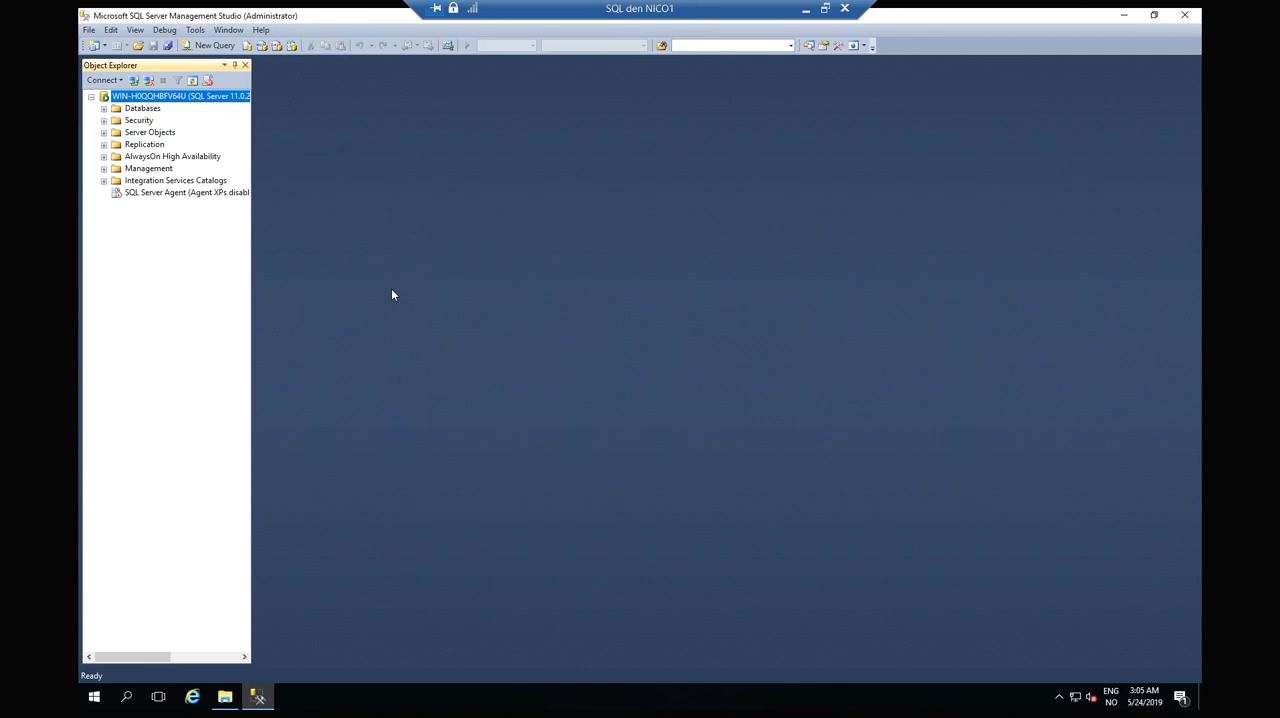 SQL den NICO1
Microsoft SQL Server Management Studio (Administrator)
File Edit View Debug Tools Window Help
New Query
Object Explorer
Connect
WIN-H0QQHBFV64U (SQL Server 11.0.2
Databases
Security
Server Objects
Replication
AlwaysOn High Availability
Management
Integration Services Catalogs
SQL Server Agent (Agent XPs disabl
Ready
ENG 3:05 AM
NO 5/24/2019
1